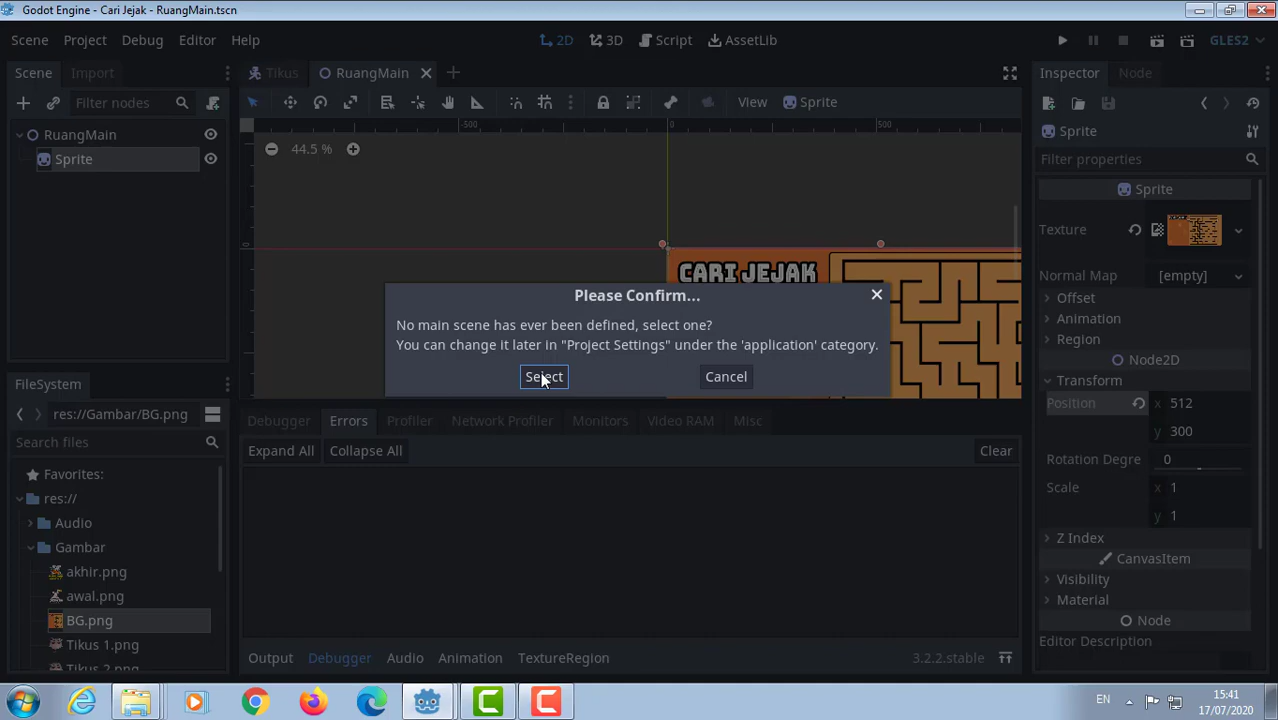 Godot Engine - Cari Jejak - RuangMain.tscn
Scene Project Debug Editor Help
2D 3D Script AssetLib
GLES2
Scene Import
Tikus RuangMain
Inspector Node
Filter nodes
View Sprite
RuangMain
Sprite
-500 0 500
44.5 %
0
CARI JEJAK
Sprite
Filter properties
Sprite
Texture
Normal Map [empty]
Offset
Animation
Region
Node2D
Transform
Position x 512
y 300
Rotation Degre 0
Scale x 1
y 1
Z Index
CanvasItem
Visibility
Material
Node
Editor Description
Please Confirm...
No main scene has ever been defined, select one?
You can change it later in "Project Settings" under the 'application' category.
Select Cancel
FileSystem
res://Gambar/BG.png
Search files
Favorites:
res://
Audio
Gambar
akhir.png
awal.png
BG.png
Tikus 1.png
Tikus 2.png
Debugger Errors Profiler Network Profiler Monitors Video RAM Misc
Expand All Collapse All Clear
Output Debugger Audio Animation TextureRegion 3.2.2.stable
EN
15:41
17/07/2020